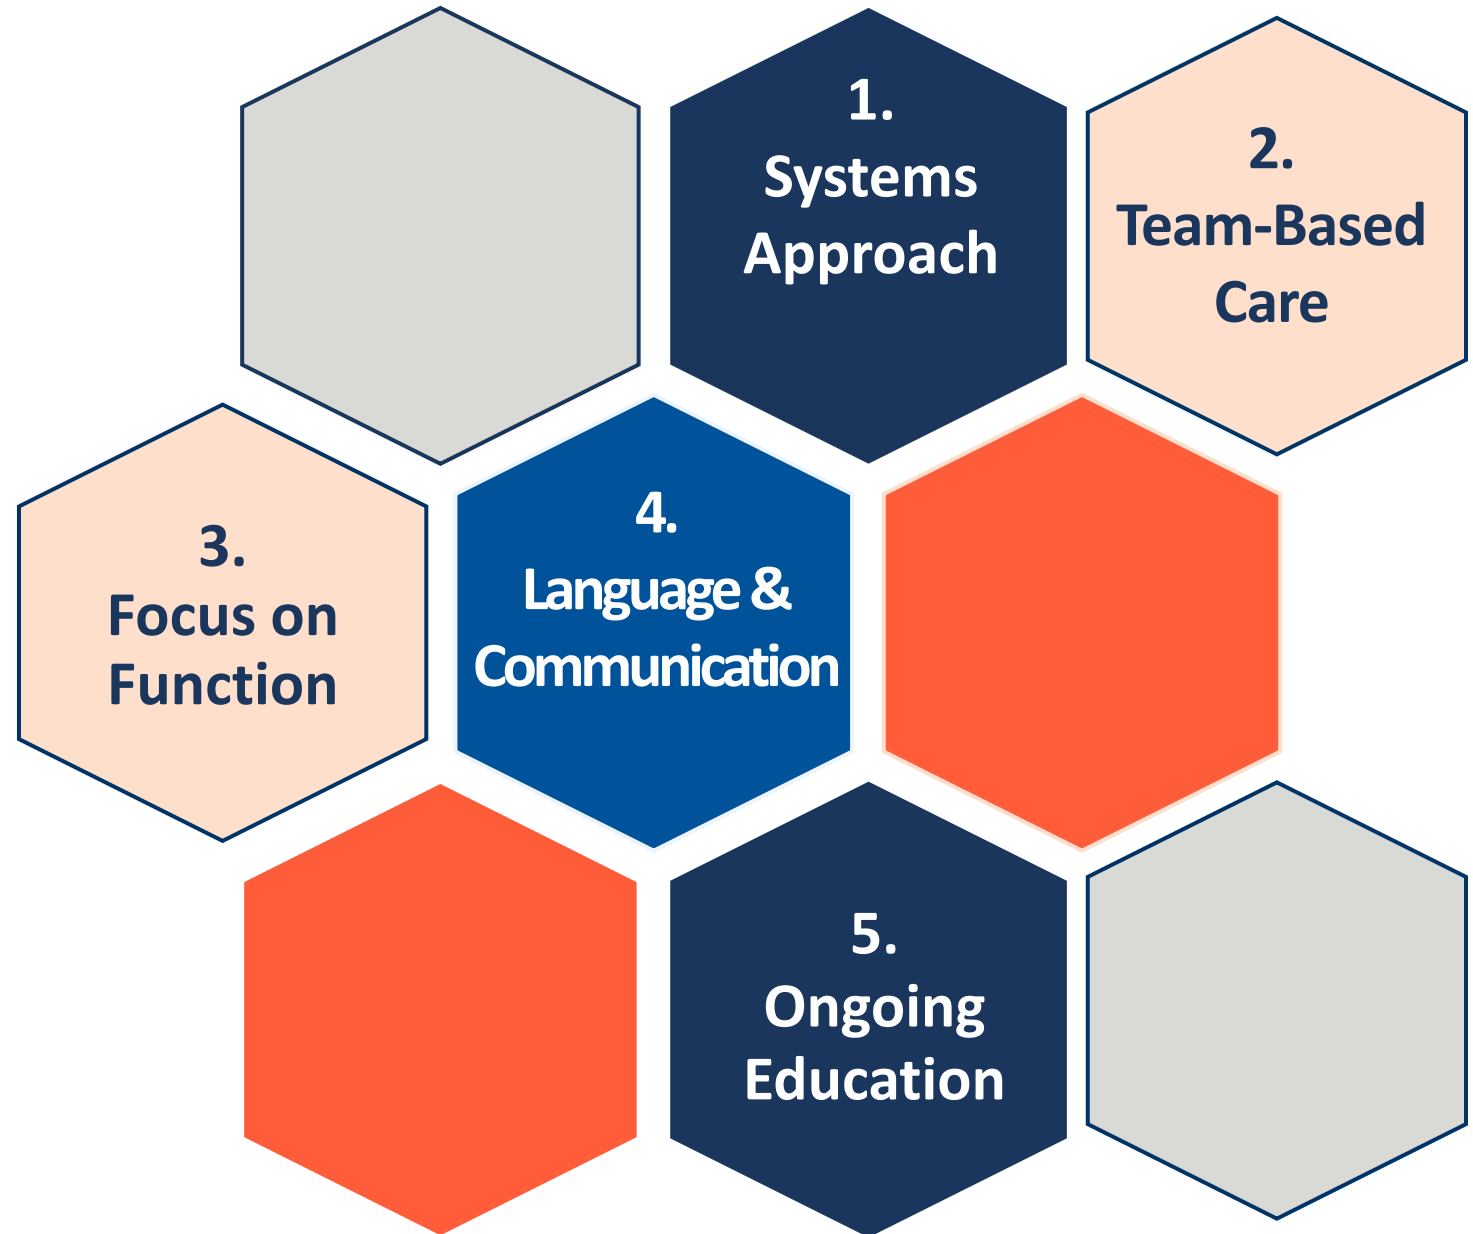 1.
Systems
Approach
2.
Team-Based
Care
3.
Focus on
Function
4.
Language &
Communication
5.
Ongoing
Education